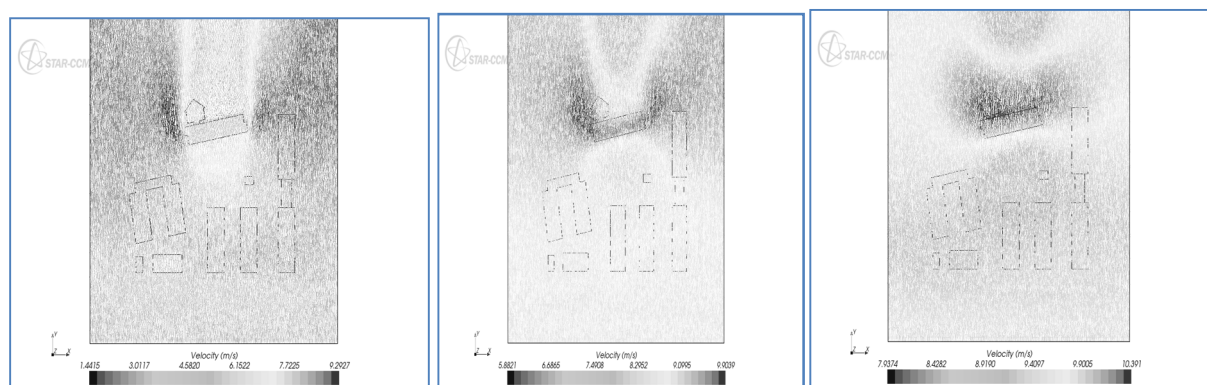 STAR-CCM
Y
Z X
Velocity (m/s)
1.4415 3.0117 4.5820 6.1522 7.7225 9.2927
STAR-CCM
Y
Z X
Velocity (m/s)
5.8821 6.6865 7.4908 8.2952 9.0995 9.9039
STAR-CCM
Y
Z X
Velocity (m/s)
7.9374 8.4282 8.9190 9.4097 9.9005 10.391